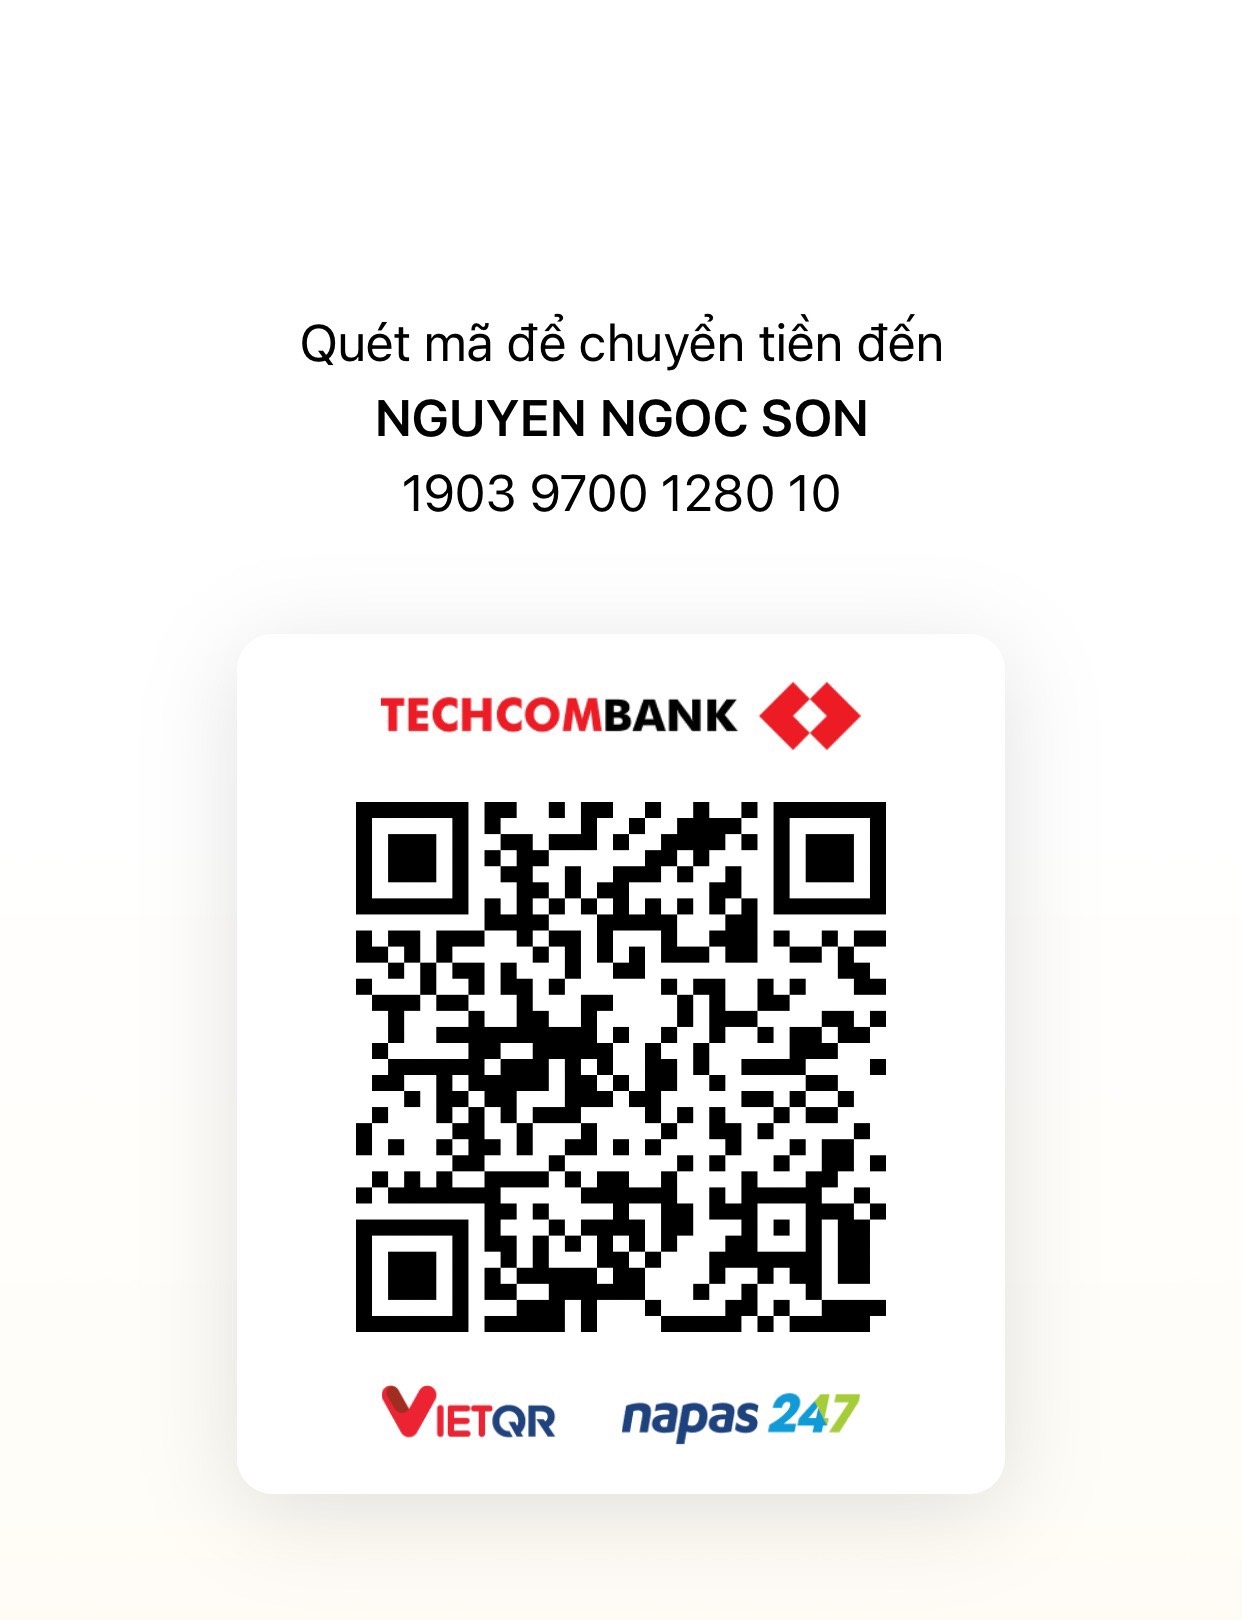 Quét mã để chuyển tiền đến
NGUYEN NGOC SON
1903 9700 1280 10
TECHCOMBANK
VIETQR napas 247